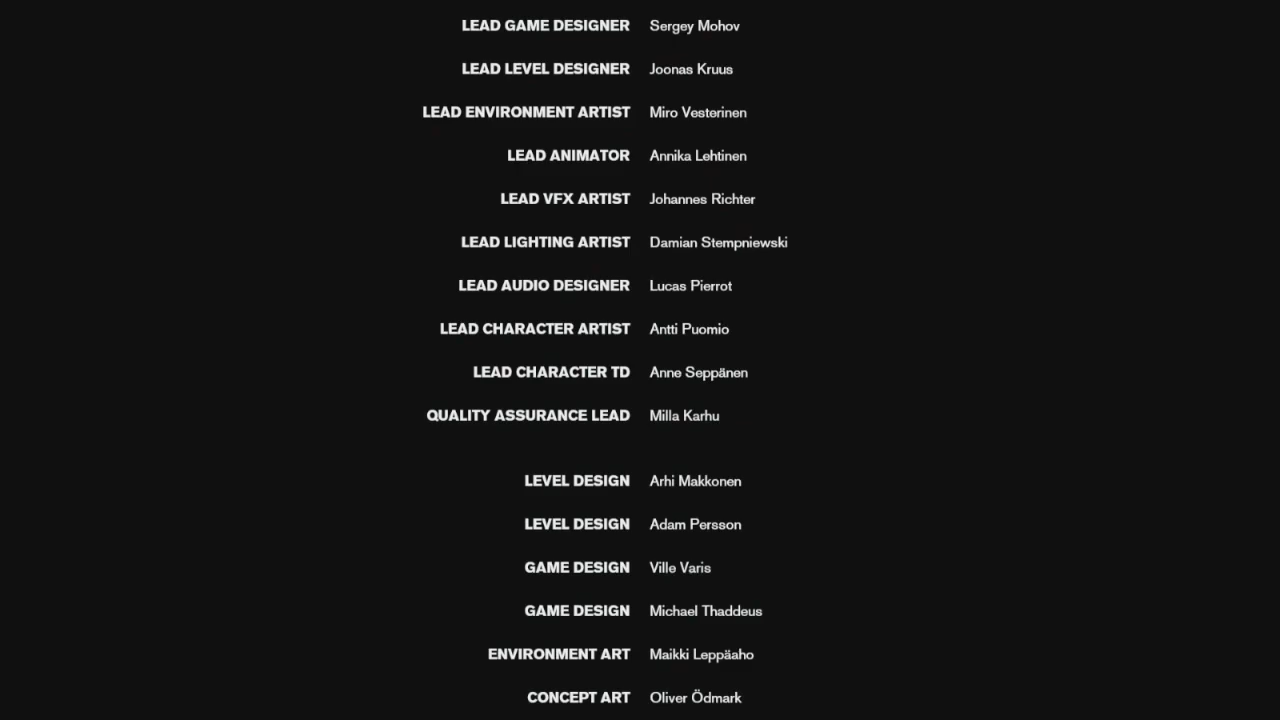 LEAD GAME DESIGNER Sergey Mohov
LEAD LEVEL DESIGNER Joonas Kruus
LEAD ENVIRONMENT ARTIST Miro Vesterinen
LEAD ANIMATOR Annika Lehtinen
LEAD VFX ARTIST Johannes Richter
LEAD LIGHTING ARTIST Damian Stempniewski
LEAD AUDIO DESIGNER Lucas Pierrot
LEAD CHARACTER ARTIST Antti Puomio
LEAD CHARACTER TD Anne Seppänen
QUALITY ASSURANCE LEAD Milla Karhu
LEVEL DESIGN Arhi Makkonen
LEVEL DESIGN Adam Persson
GAME DESIGN Ville Varis
GAME DESIGN Michael Thaddeus
ENVIRONMENT ART Maikki Leppäaho
CONCEPT ART Oliver Ödmark